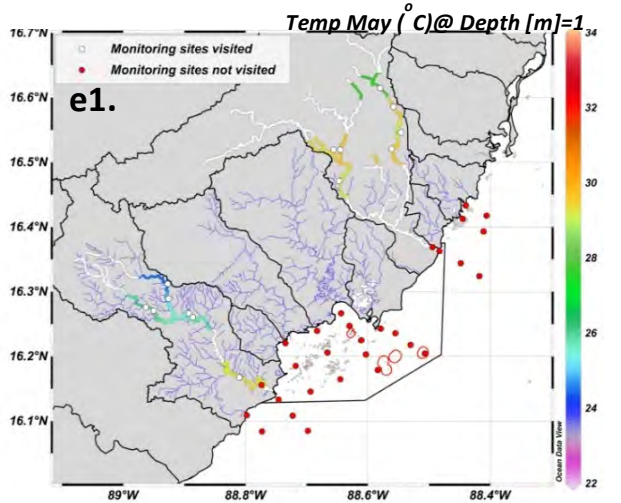 Temp May (°C)@ Depth [m]=1
Monitoring sites visited
Monitoring sites not visited
e1.
16.7°N
16.6°N
16.5°N
16.4°N
16.3°N
16.2°N
16.1°N
89°W
88.8°W
88.6°W
88.4°W
34
32
30
28
26
24
22
Ocean Data View